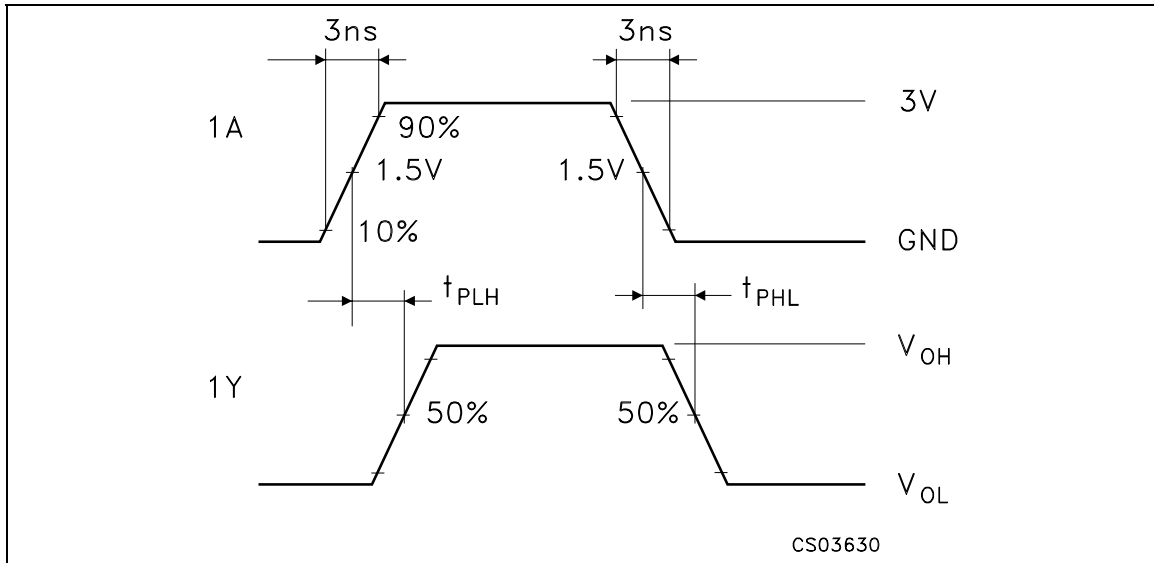 3ns 3ns
3V
1A
90%
1.5V 1.5V
10%
GND
tPLH tPHL
VOH
1Y
50% 50%
VOL
CS03630